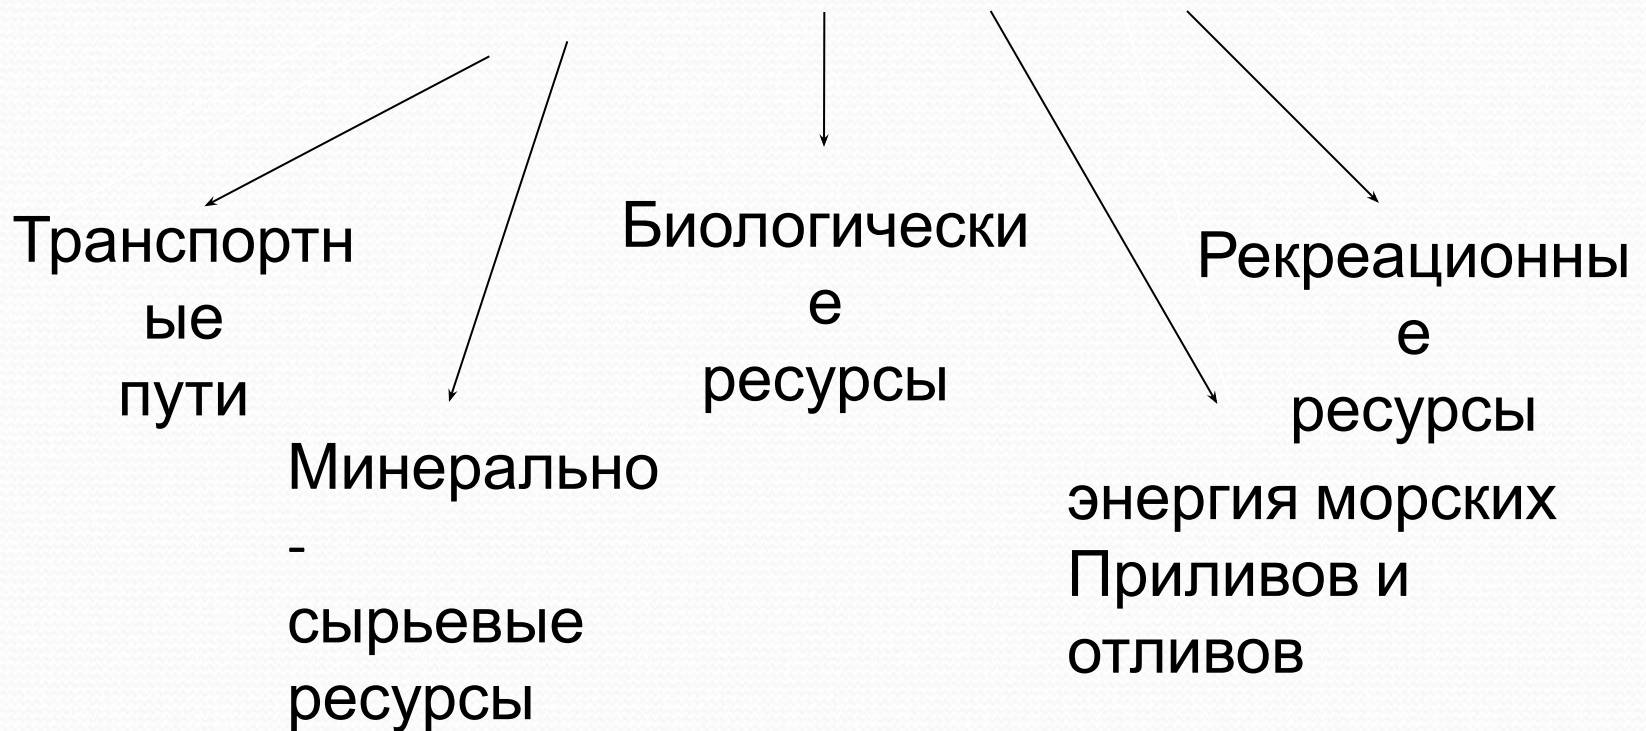 Транспортн
ые
пути
Минерально
-
сырьевые
ресурсы
Биологически
е
ресурсы
энергия морских
Приливов и
отливов
Рекреационны
е
ресурсы